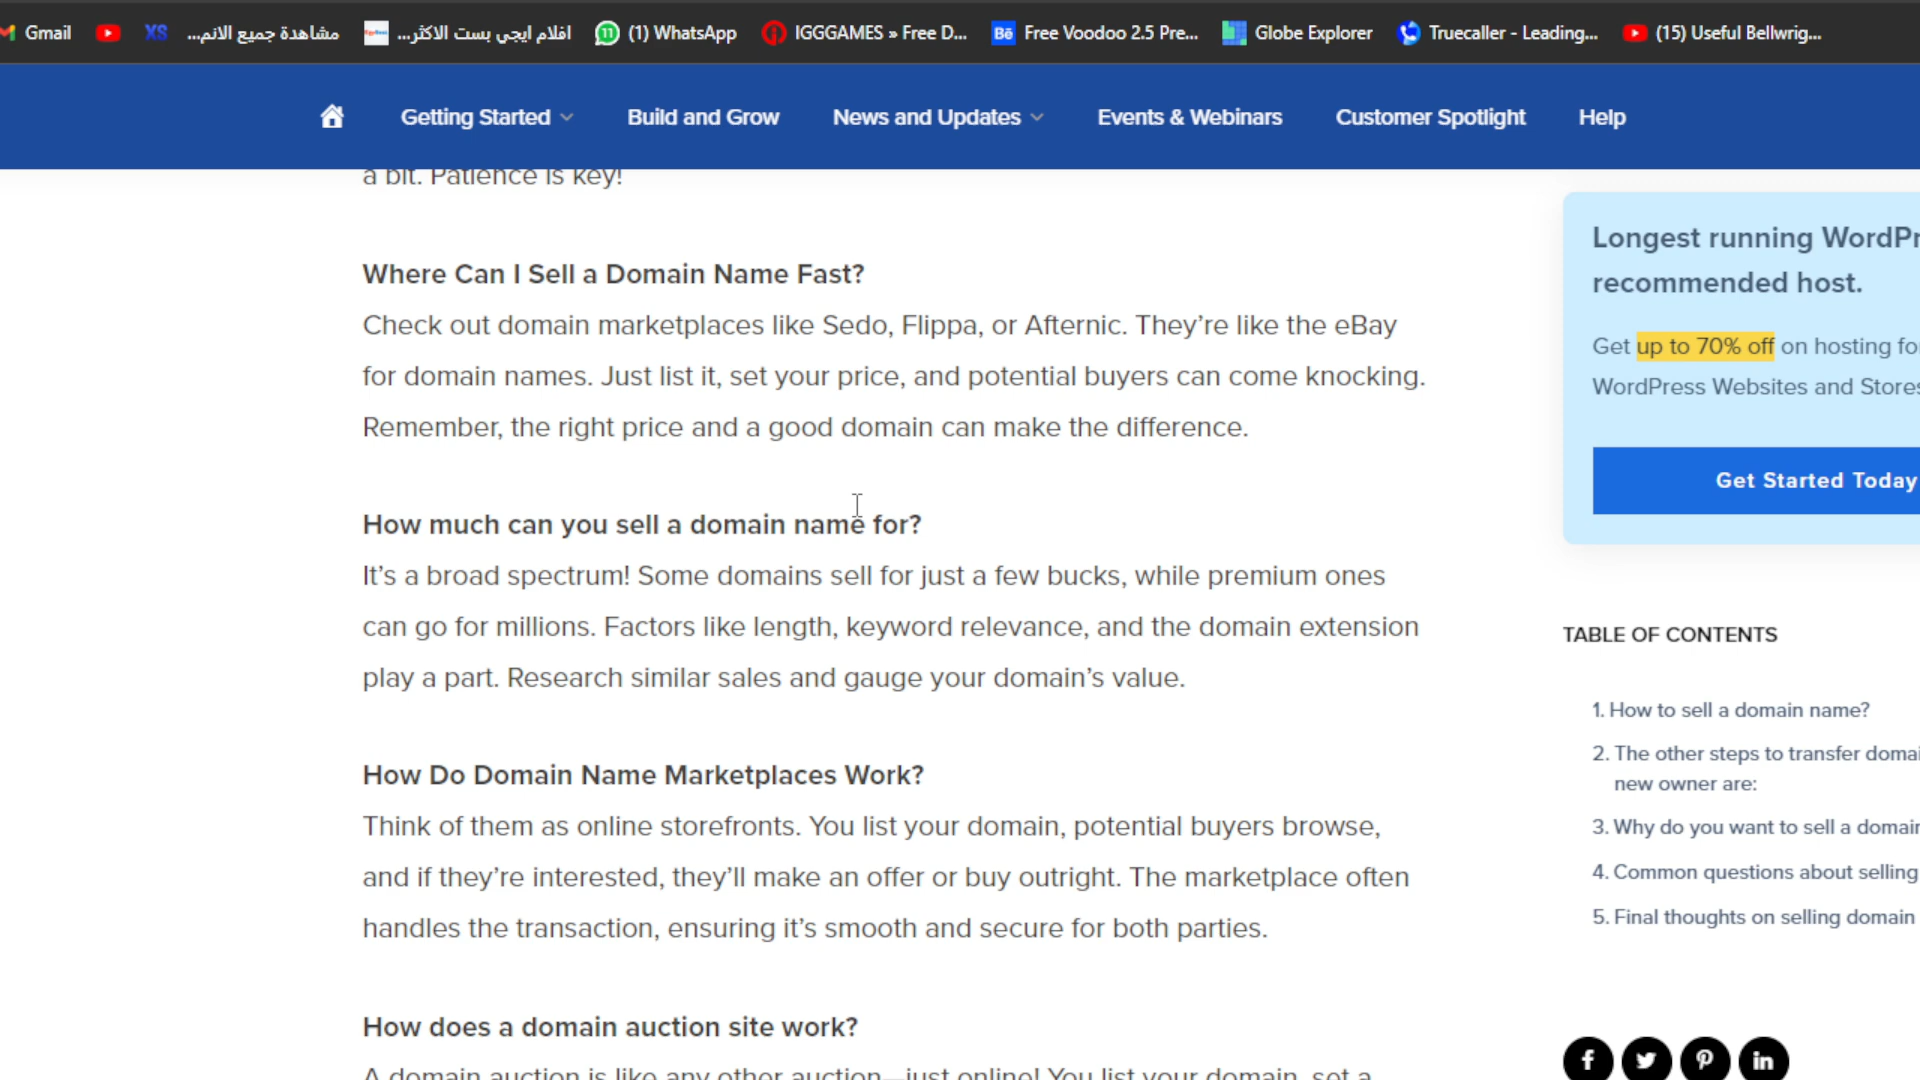 Gmail
XS
مشاهدة جميع الانم...
افلام ايجي بست الاكثر...
11 (1) WhatsApp
IGGGAMES » Free D...
Bē Free Voodoo 2.5 Pre...
Globe Explorer
Truecaller - Leading...
(15) Useful Bellwrig...
Getting Started
Build and Grow
News and Updates
Events & Webinars
Customer Spotlight
Help
a bit. Patience is key!
Where Can I Sell a Domain Name Fast?
Check out domain marketplaces like Sedo, Flippa, or Afternic. They're like the eBay
for domain names. Just list it, set your price, and potential buyers can come knocking.
Remember, the right price and a good domain can make the difference.
How much can you sell a domain name for?
It's a broad spectrum! Some domains sell for just a few bucks, while premium ones
can go for millions. Factors like length, keyword relevance, and the domain extension
play a part. Research similar sales and gauge your domain's value.
How Do Domain Name Marketplaces Work?
Think of them as online storefronts. You list your domain, potential buyers browse,
and if they're interested, they'll make an offer or buy outright. The marketplace often
handles the transaction, ensuring it's smooth and secure for both parties.
How does a domain auction site work?
A domain auction is like any other auction—just online! You list your domain, set a
Longest running WordPr
recommended host.
Get up to 70% off on hosting fo
WordPress Websites and Stores
Get Started Today
TABLE OF CONTENTS
1. How to sell a domain name?
2. The other steps to transfer domai
new owner are:
3. Why do you want to sell a domain
4. Common questions about selling
5. Final thoughts on selling domain